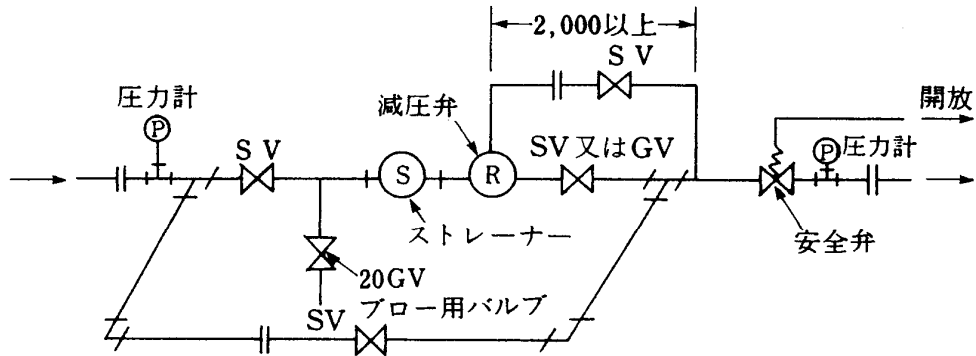 2,000以上
SV
圧力計
P
減圧弁
開放
SV
SV又はGV
P
圧力計
S
R
ストレーナー
安全弁
20GV
ブロー用バルブ
SV